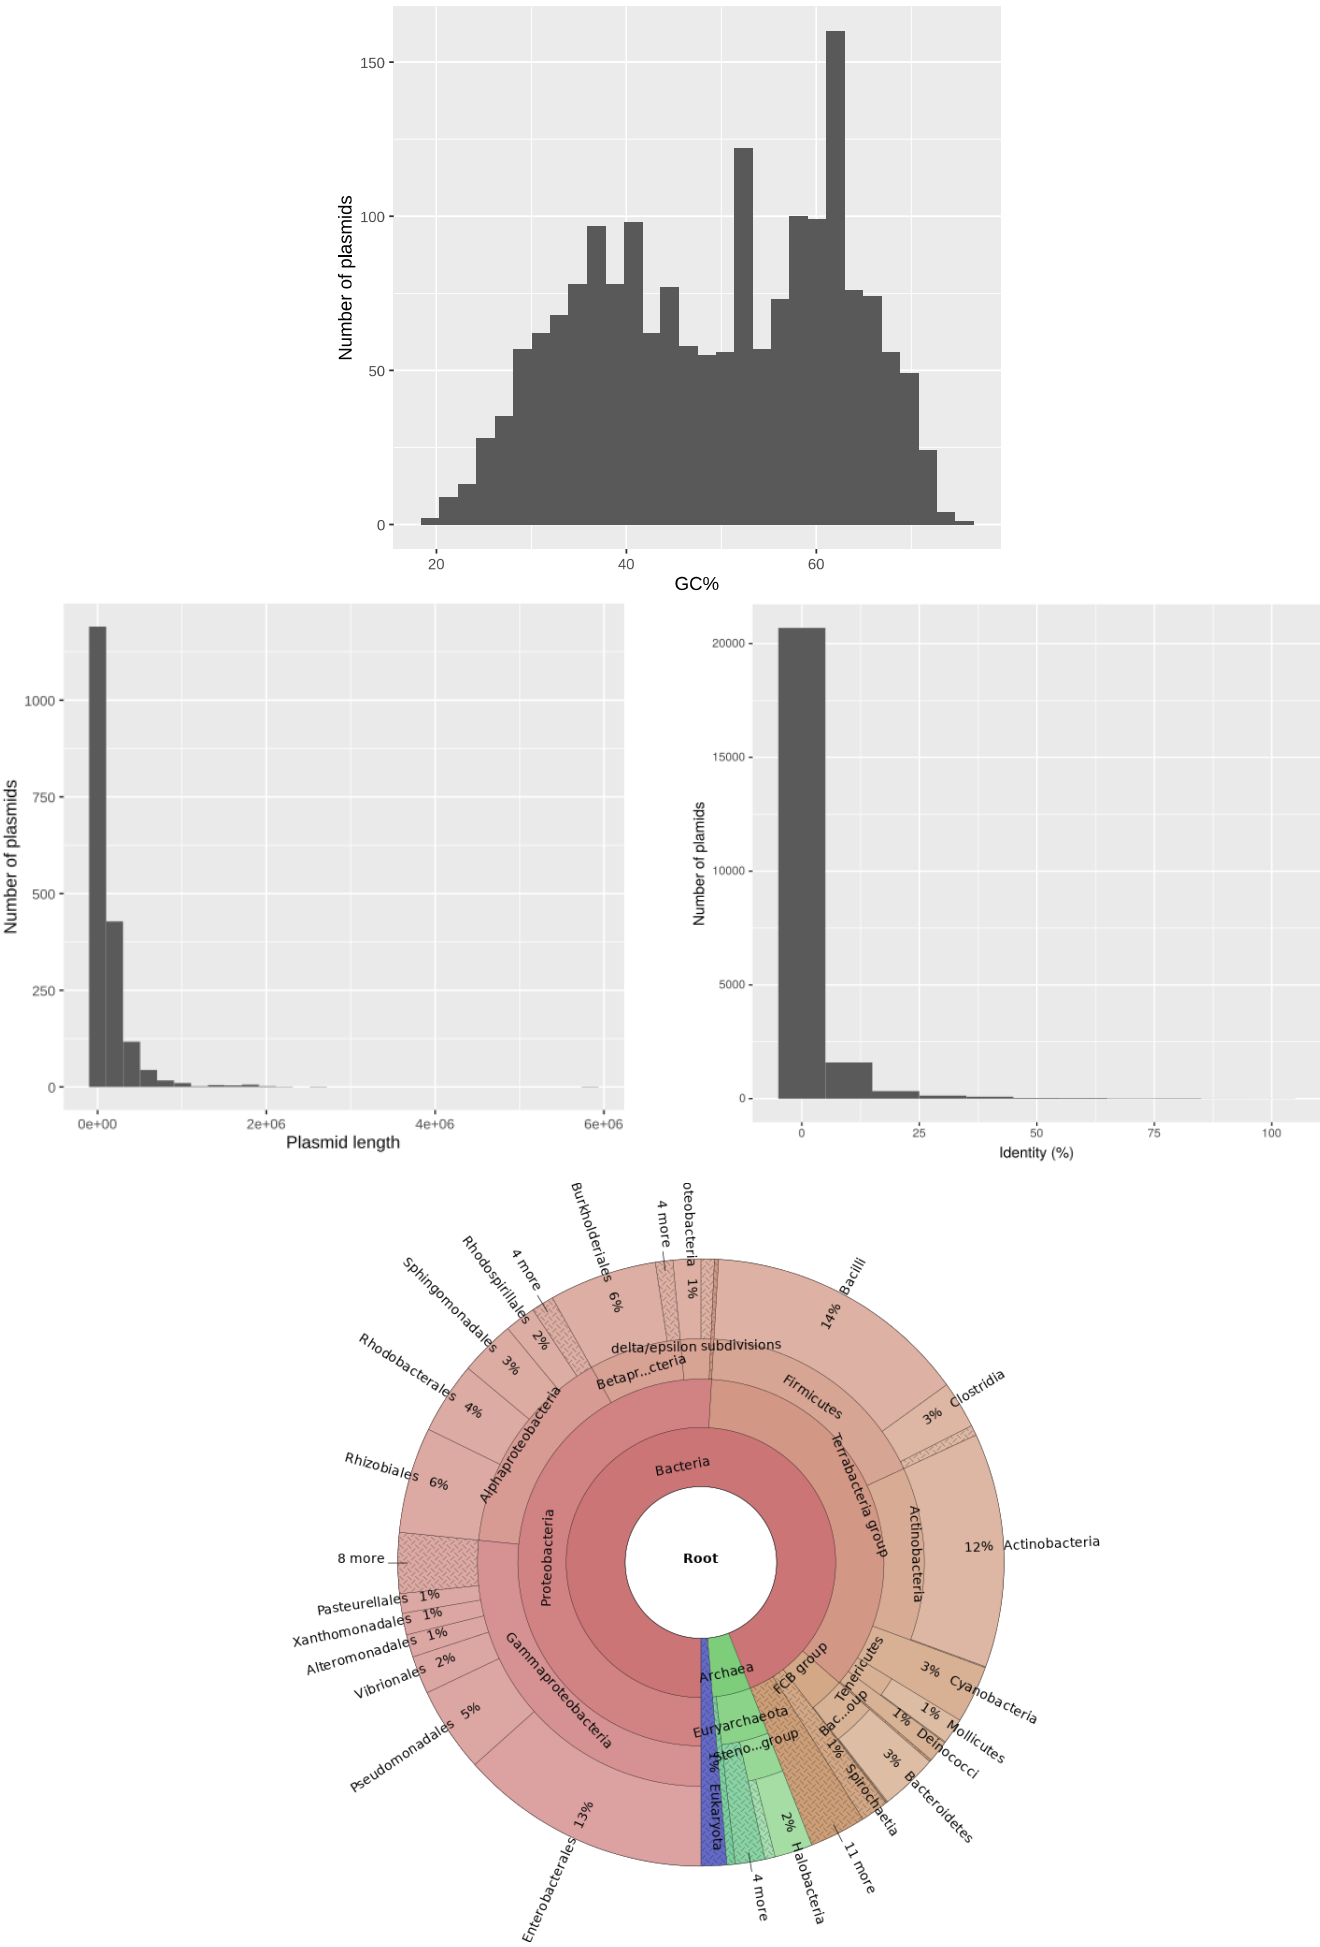 150
100
50
0
Number of plasmids
20 40 60
GC%
1000
750
500
250
0
Number of plasmids
0e+00 2e+06 4e+06 6e+06
Plasmid length
20000
15000
10000
5000
0
Number of plamids
0 25 50 75 100
Identity (%)
Root
Bacteria
Proteobacteria
Terrabacteria group
Firmicutes
Actinobacteria
Tenericutes
FCB group
Bac...oup
Archaea
Euryarchaeota
Steno...group
Gammaproteobacteria
Alphaproteobacteria
Betapr...cteria
delta/epsilon subdivisions
oteobacteria 1%
14% Bacilli
3% Clostridia
12% Actinobacteria
3% Cyanobacteria
1% Mollicutes
1% Deinococci
3% Bacteroidetes
1% Spirochaetia
11 more
2% Halobacteria
4 more
1% Eukaryota
Enterobacterales 13%
Pseudomonadales 5%
Vibrionales 2%
Alteromonadales 1%
Xanthomonadales 1%
Pasteurellales 1%
8 more
Rhizobiales 6%
Rhodobacterales 4%
Sphingomonadales 3%
Rhodospirillales 2%
4 more
Burkholderiales 6%
4 more